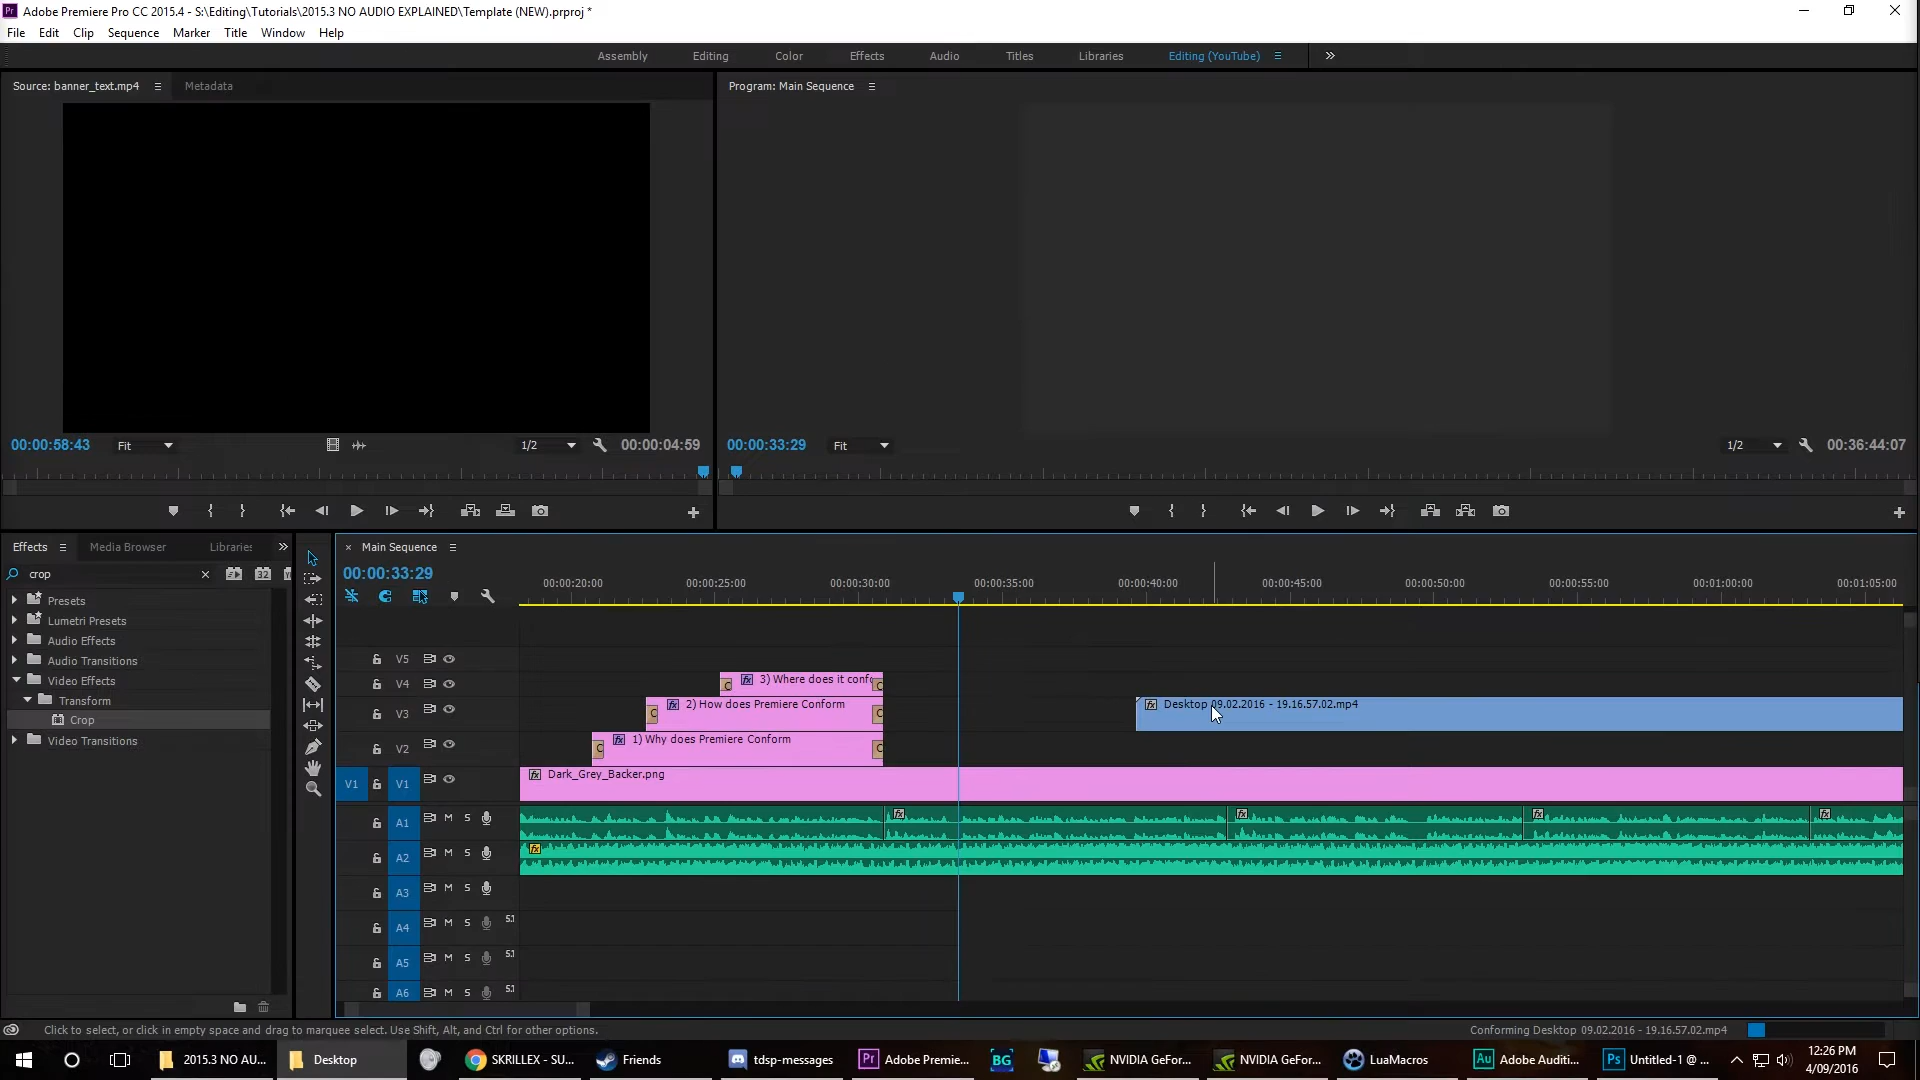 Adobe Premiere Pro CC 2015.4 - S:\Editing\Tutorials\2015.3 NO AUDIO EXPLAINED\Template (NEW).prproj *
File Edit Clip Sequence Marker Title Window Help
Assembly Editing Color Effects Audio Titles Libraries Editing (YouTube)
Source: banner_text.mp4 Metadata
Program: Main Sequence
00:00:58:43 Fit 1/2 00:00:04:59
00:00:33:29 Fit 1/2 00:36:44:07
Effects Media Browser Libraries
crop
Presets
Lumetri Presets
Audio Effects
Audio Transitions
Video Effects
Transform
Crop
Video Transitions
Main Sequence
00:00:33:29
00:00:20:00 00:00:25:00 00:00:30:00 00:00:35:00 00:00:40:00 00:00:45:00 00:00:50:00 00:00:55:00 00:01:00:00 00:01:05:00
V5
V4 3) Where does it conf
V3 2) How does Premiere Conform Desktop 09.02.2016 - 19.16.57.02.mp4
V2 1) Why does Premiere Conform
V1 V1 Dark_Grey_Backer.png
A1 M S
A2 M S
A3 M S
A4 M S 5.1
A5 M S 5.1
A6 M S 5.1
Click to select, or click in empty space and drag to marquee select. Use Shift, Alt, and Ctrl for other options.
Conforming Desktop 09.02.2016 - 19.16.57.02.mp4
2015.3 NO AU... Desktop SKRILLEX - SU... Friends tdsp-messages Pr Adobe Premie... BG NVIDIA GeFor... NVIDIA GeFor... LuaMacros Au Adobe Auditi... Ps Untitled-1 @ ...
12:26 PM
4/09/2016